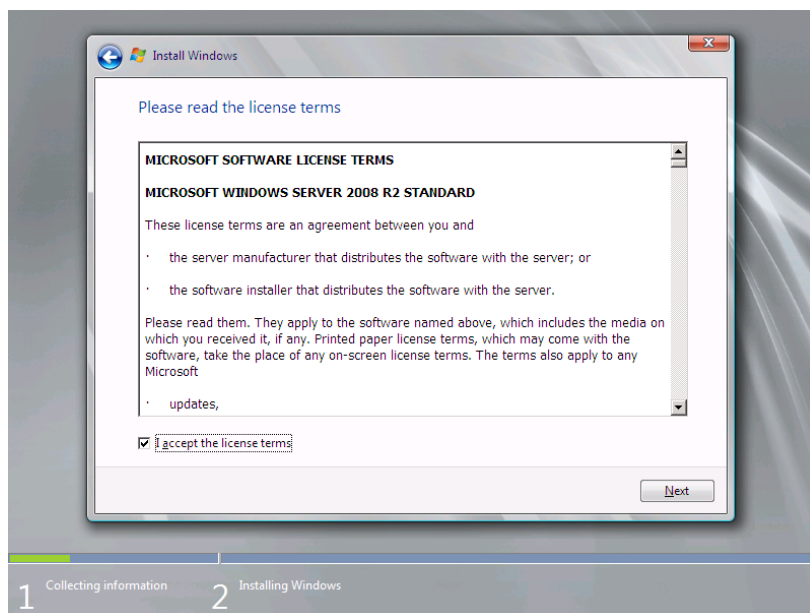 Install Windows
Please read the license terms
MICROSOFT SOFTWARE LICENSE TERMS
MICROSOFT WINDOWS SERVER 2008 R2 STANDARD
These license terms are an agreement between you and
· the server manufacturer that distributes the software with the server; or
· the software installer that distributes the software with the server.
Please read them. They apply to the software named above, which includes the media on
which you received it, if any. Printed paper license terms, which may come with the
software, take the place of any on-screen license terms. The terms also apply to any
Microsoft
· updates,
I accept the license terms
Next
1 Collecting information 2 Installing Windows